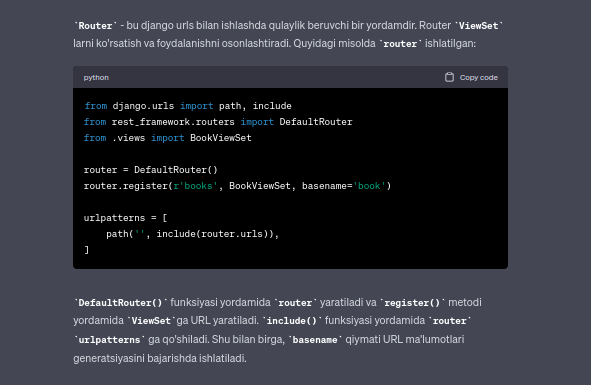 `Router` - bu django urls bilan ishlashda qulaylik beruvchi bir yordamdir. Router `ViewSet`
larni ko'rsatish va foydalanishni osonlashtiradi. Quyidagi misolda `router` ishlatilgan:
python
Copy code
from django.urls import path, include
from rest_framework.routers import DefaultRouter
from .views import BookViewSet
router = DefaultRouter()
router.register(r'books', BookViewSet, basename='book')
urlpatterns = [
    path('', include(router.urls)),
]
`DefaultRouter()` funksiyasi yordamida `router` yaratiladi va `register()` metodi
yordamida `ViewSet`ga URL yaratiladi. `include()` funksiyasi yordamida `router`
`urlpatterns` ga qo'shiladi. Shu bilan birga, `basename` qiymati URL ma'lumotlari
generatsiyasini bajarishda ishlatiladi.